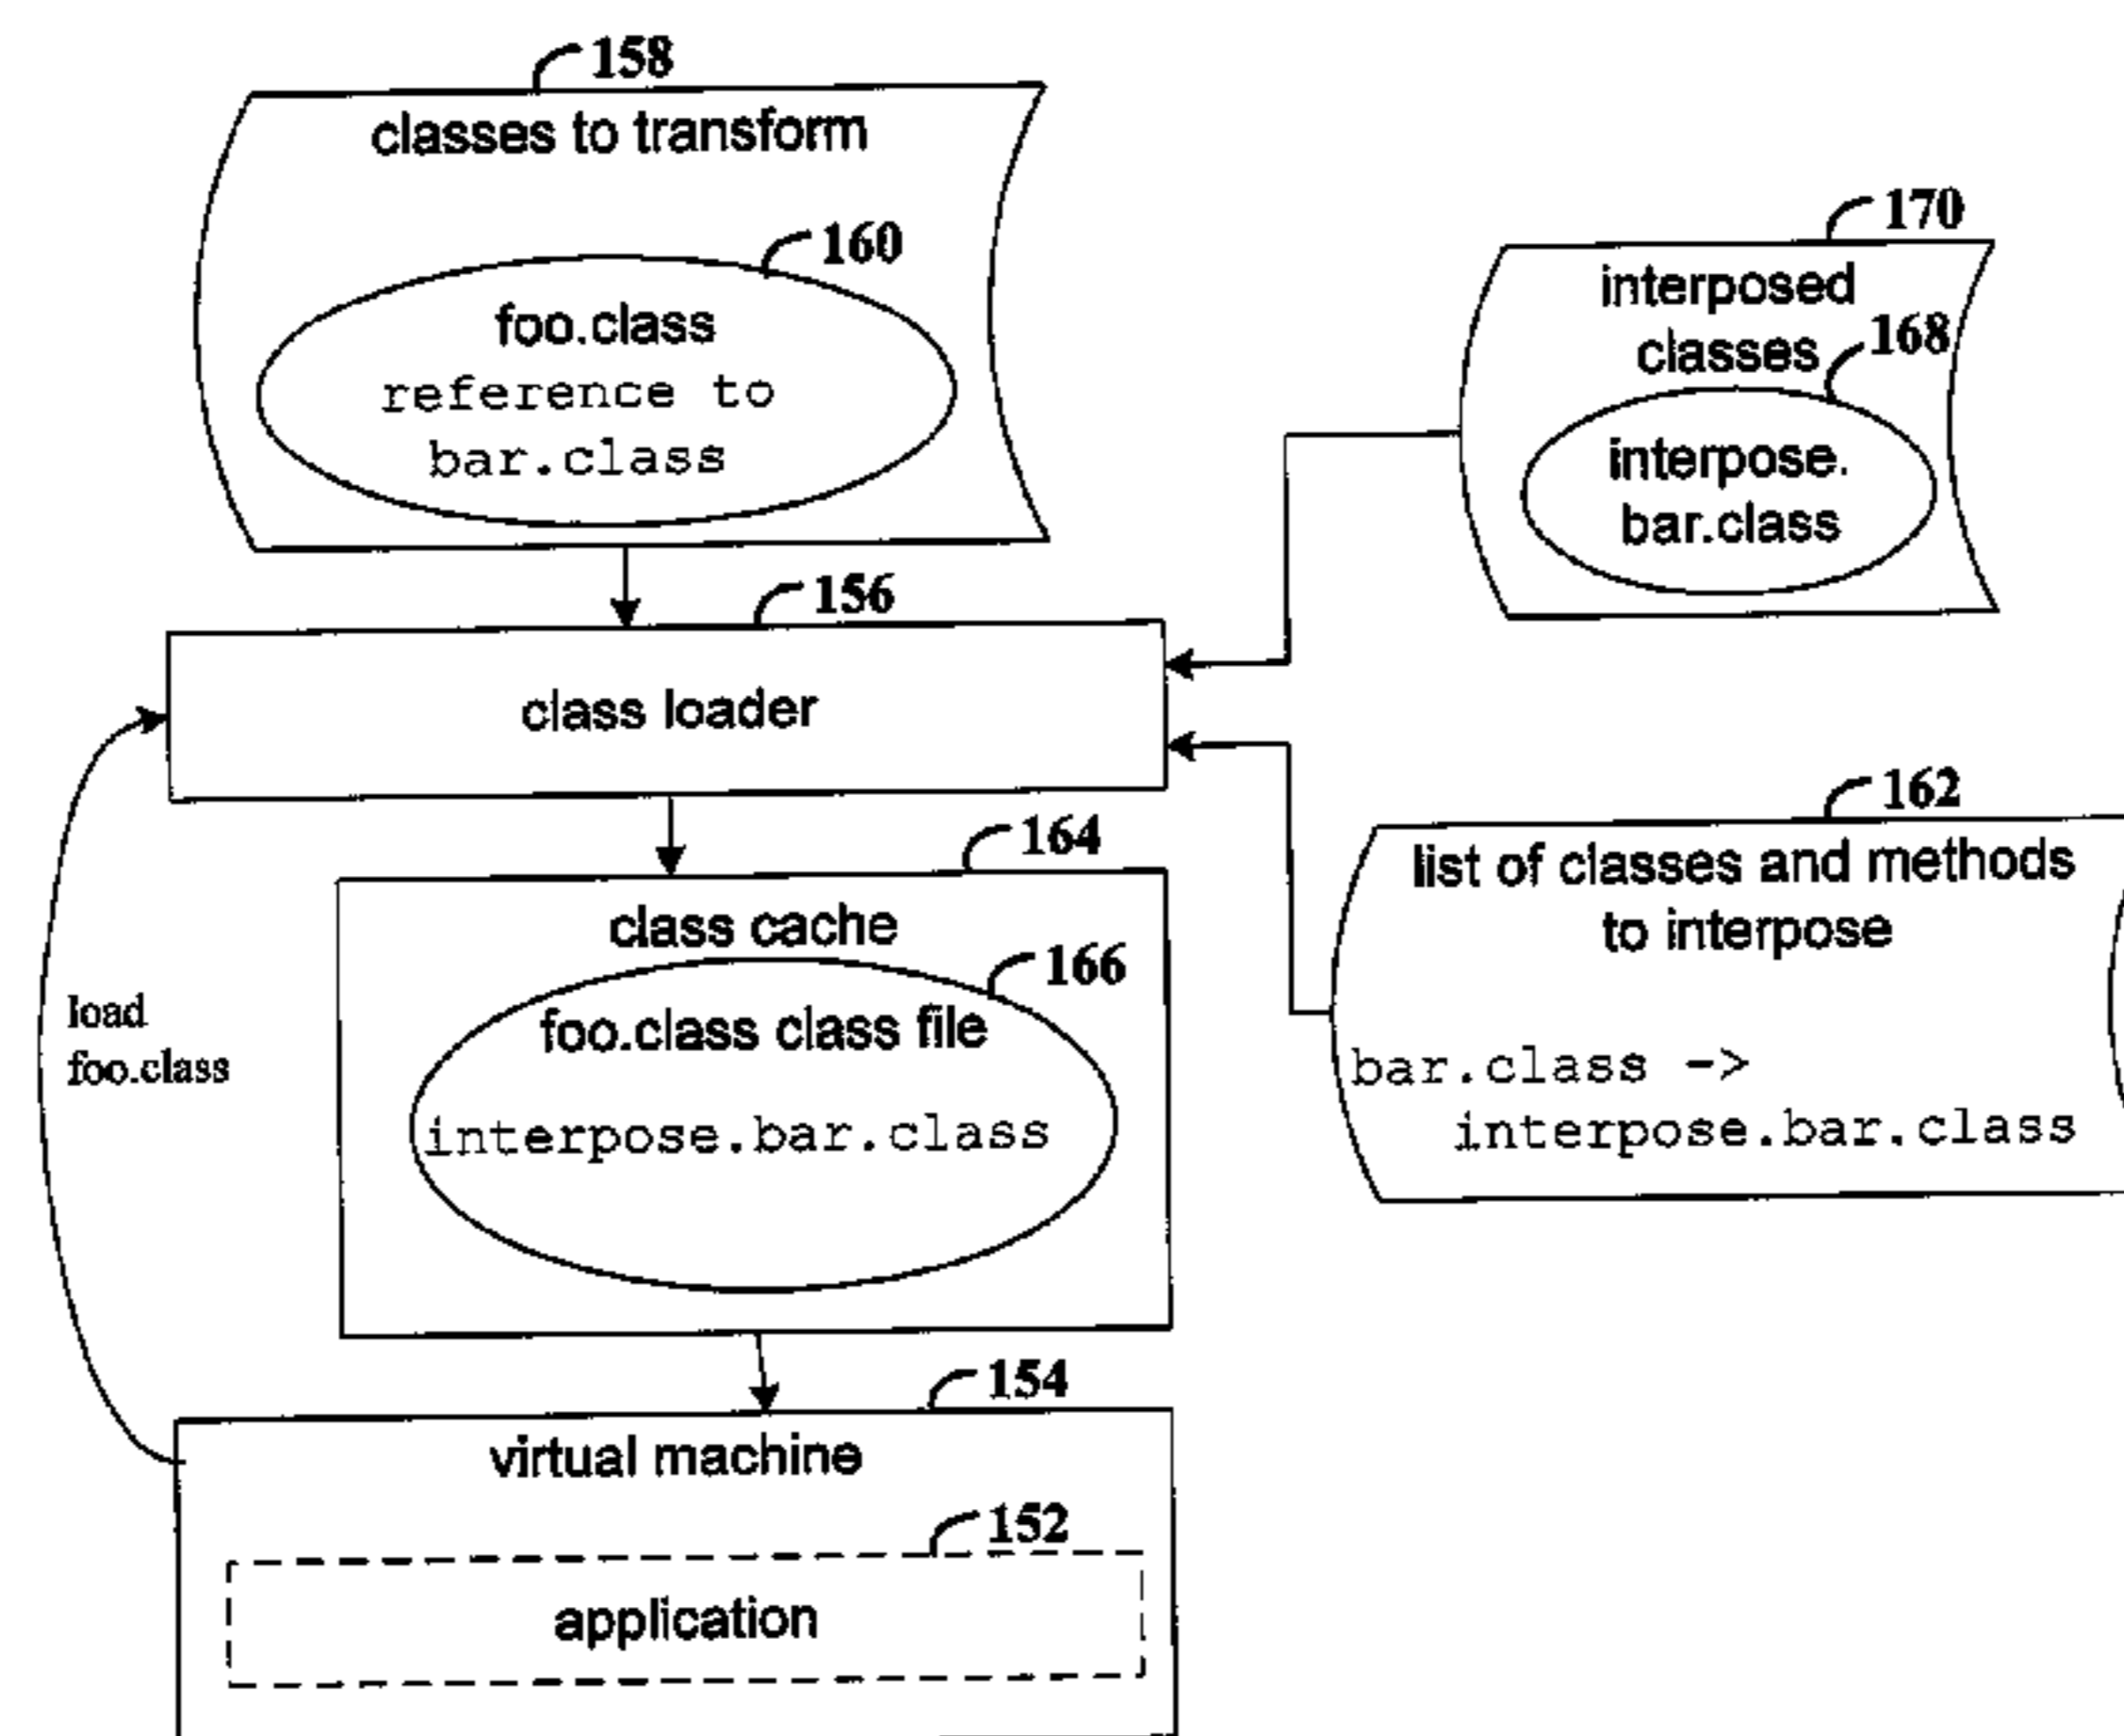 158
classes to transform
160
foo.class
reference to
bar.class
170
interposed
classes
168
interpose.
bar.class
156
class loader
162
list of classes and methods
to interpose
bar.class ->
interpose.bar.class
164
class cache
166
foo.class class file
interpose.bar.class
load
foo.class
154
virtual machine
152
application